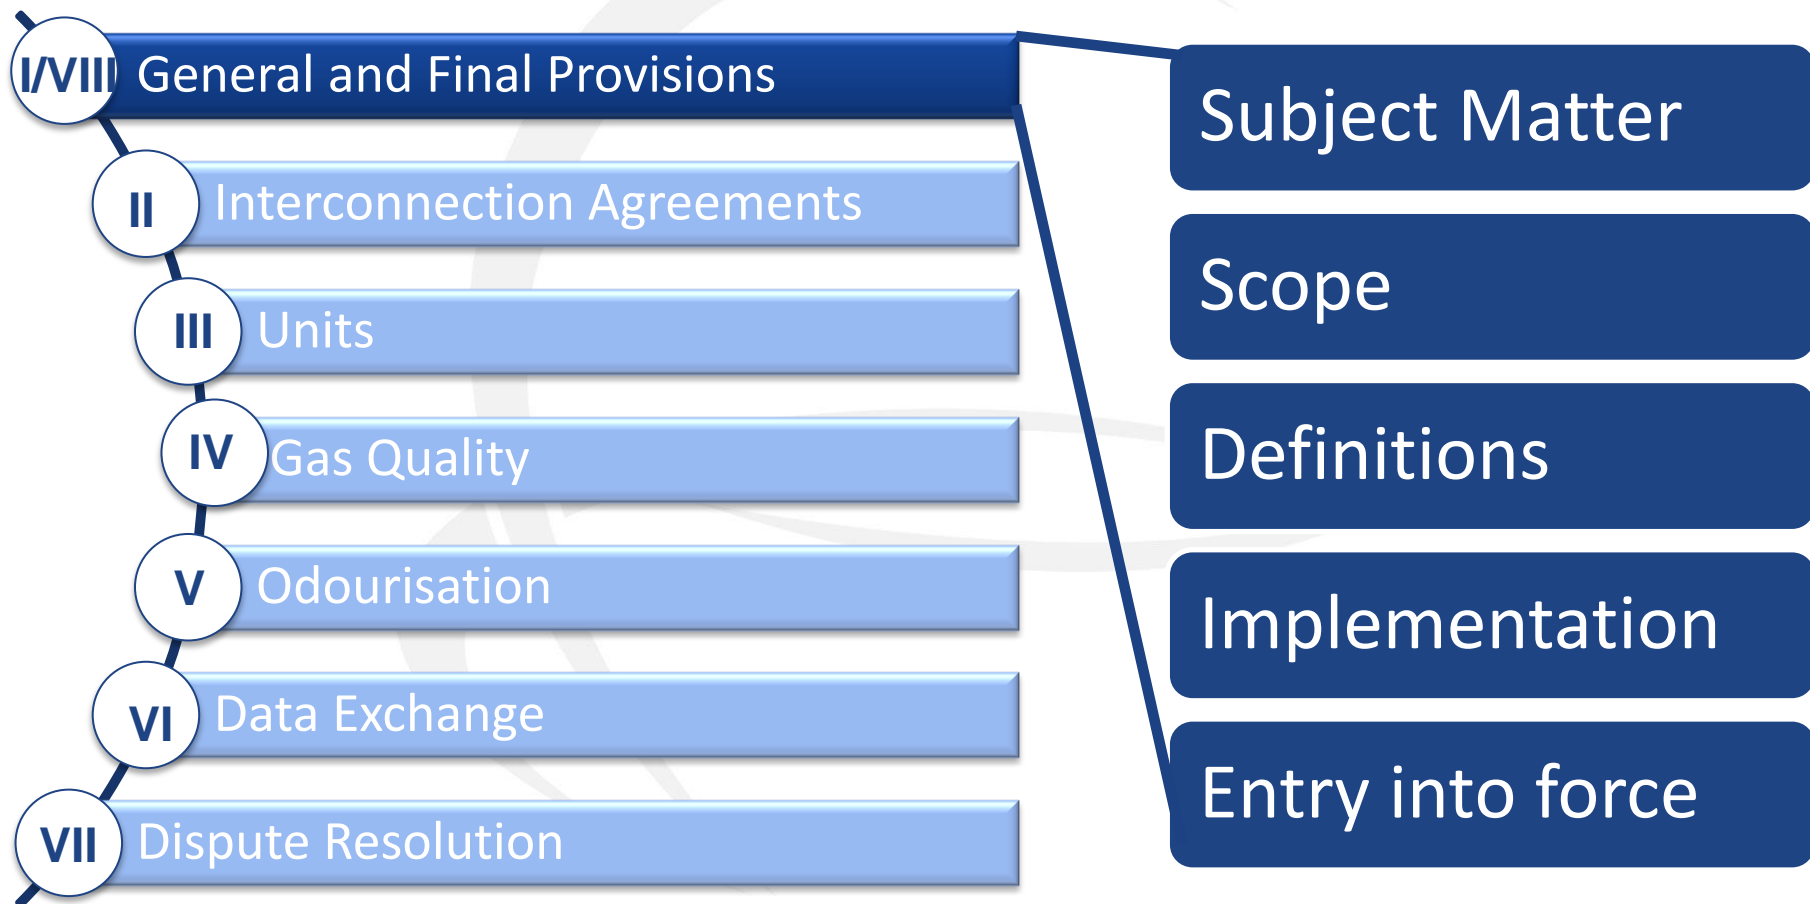 I/VIII General and Final Provisions
II Interconnection Agreements
III Units
IV Gas Quality
V Odourisation
VI Data Exchange
VII Dispute Resolution
Subject Matter
Scope
Definitions
Implementation
Entry into force